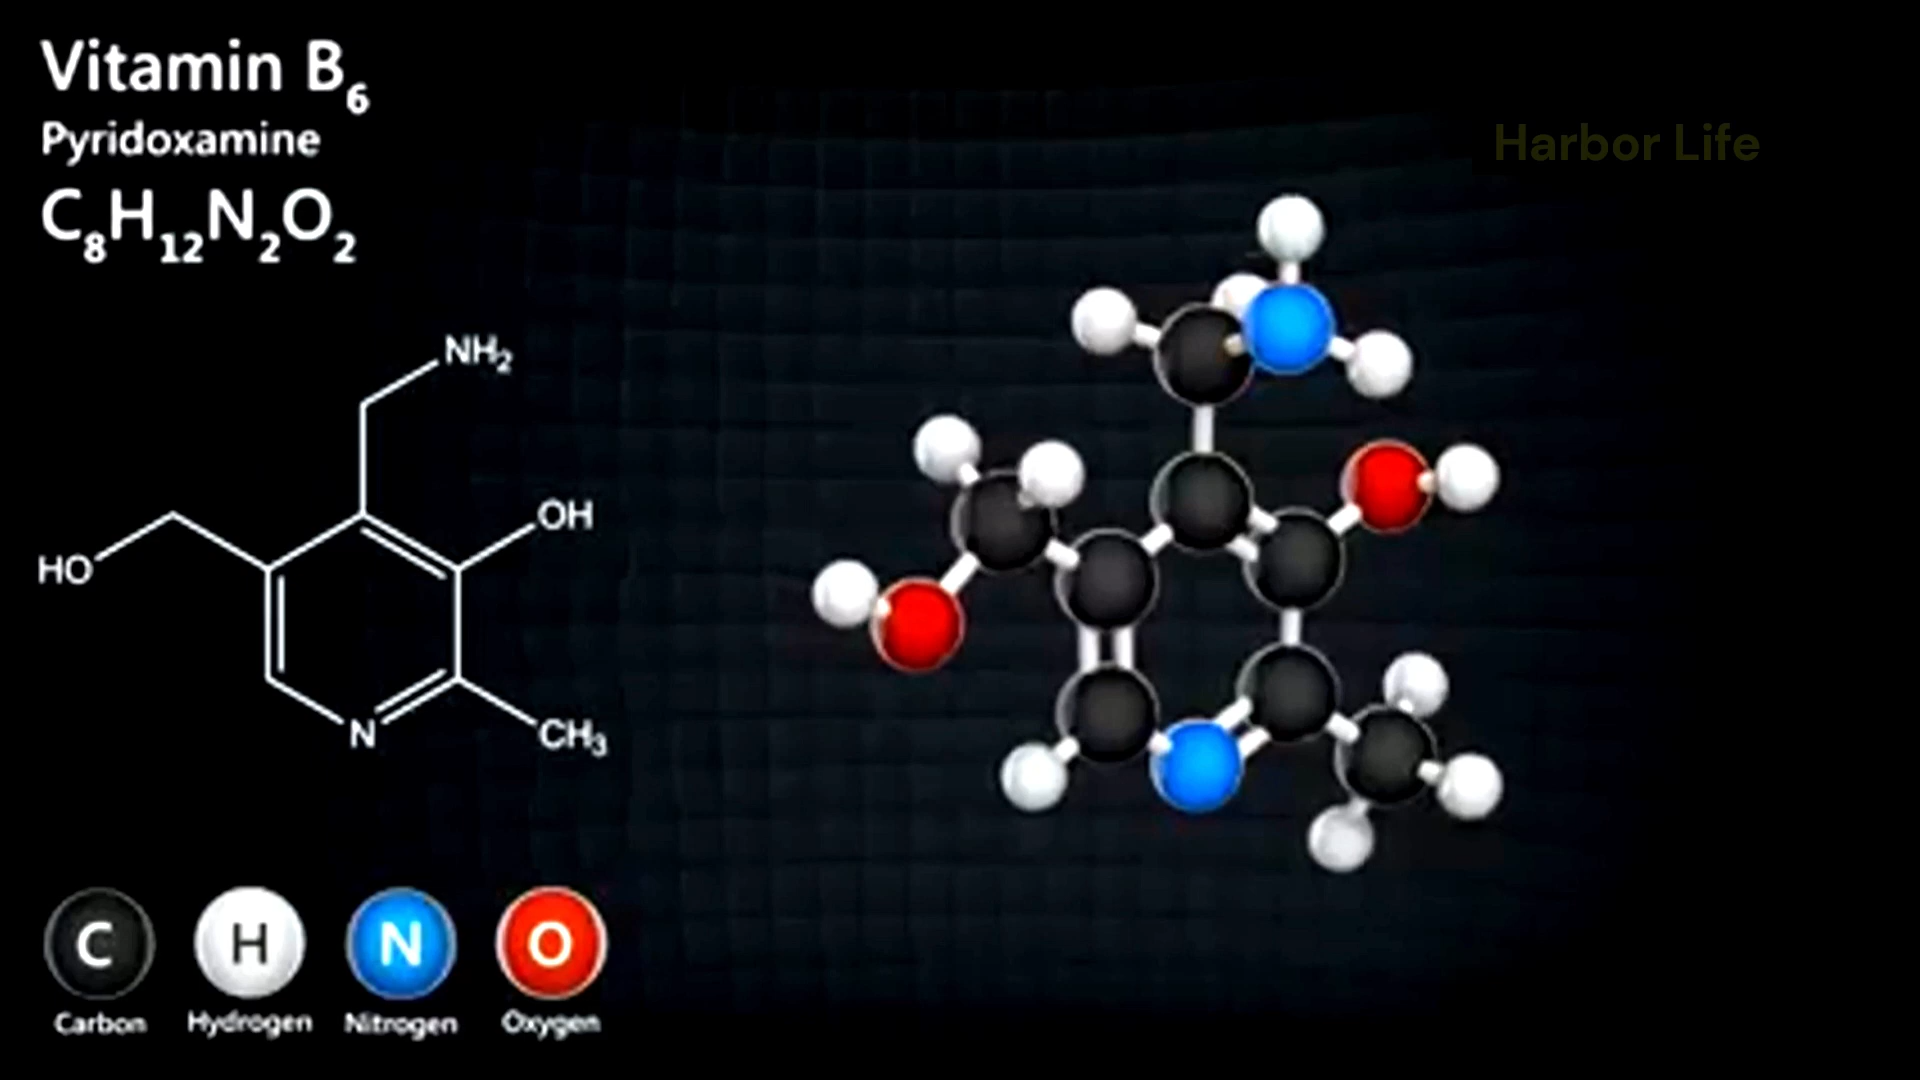 Vitamin B₆
Pyridoxamine
C₈H₁₂N₂O₂
Harbor Life
NH₂
OH
HO
N
CH₃
C H N O
Carbon Hydrogen Nitrogen Oxygen